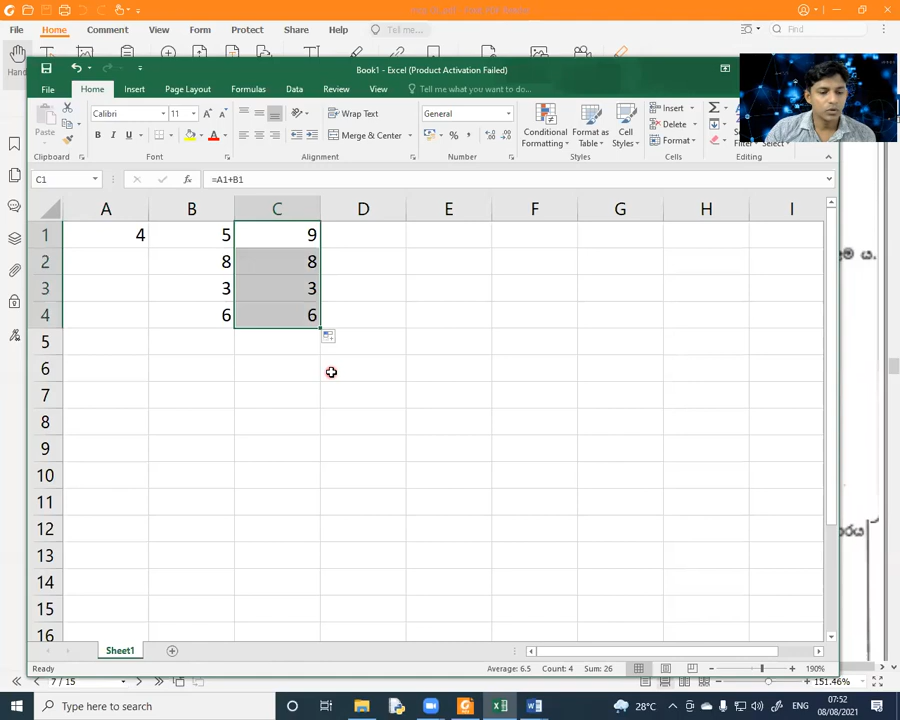 File Home Comment View Form Protect Share Help Tell me... Find
Hand
Book1 - Excel (Product Activation Failed)
File Home Insert Page Layout Formulas Data Review View Tell me what you want to do...
Paste Calibri 11 Wrap Text General Conditional Format as Cell Insert
B I U Merge & Center % , Formatting Table Styles Delete
Format
Clipboard Font Alignment Number Styles Cells Editing
C1 fx =A1+B1
A B C D E F G H I
1 4 5 9
2 8 8
3 3 3
4 6 6
5
6
7
8
9
10
11
12
13
14
15
16
Sheet1
Ready Average: 6.5 Count: 4 Sum: 26 190%
7 / 15 151.46%
Type here to search 28°C ENG 07:52
08/08/2021